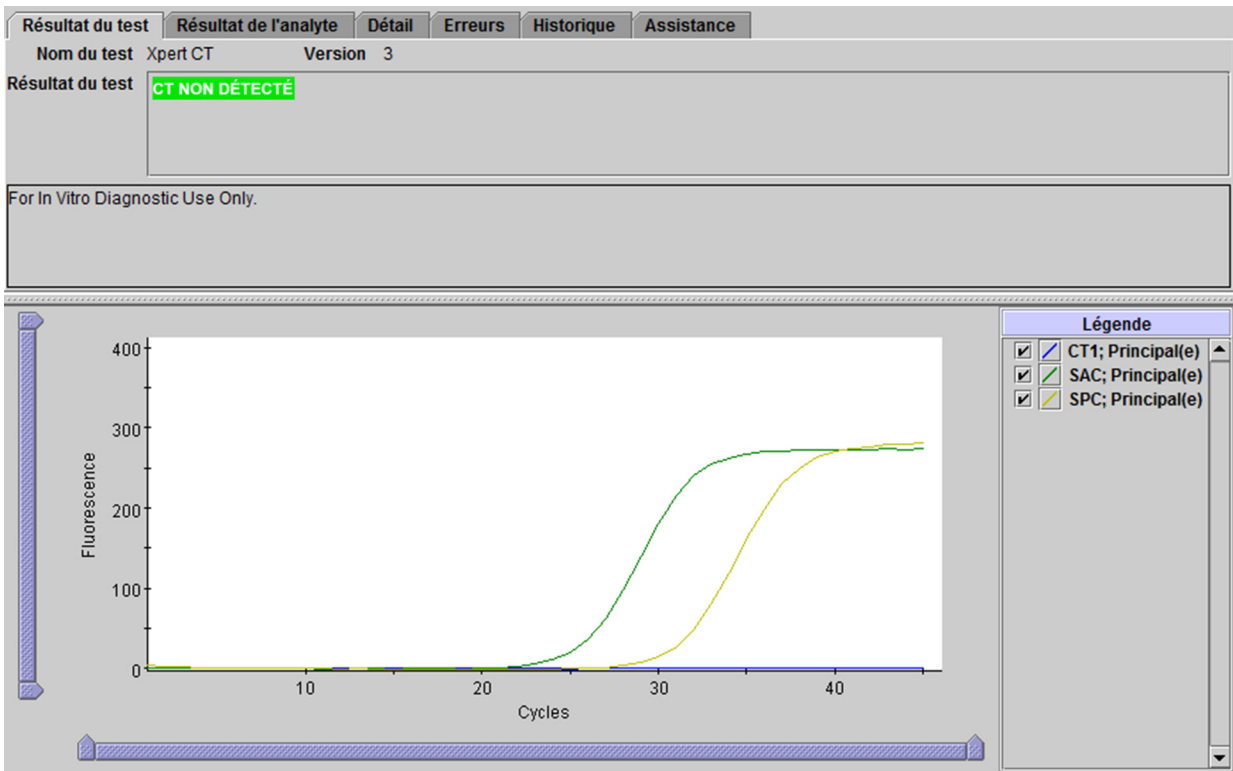 Résultat du test Résultat de l'analyte Détail Erreurs Historique Assistance
Nom du test Xpert CT Version 3
Résultat du test CT NON DÉTECTÉ
For In Vitro Diagnostic Use Only.
Légende
CT1; Principal(e)
SAC; Principal(e)
SPC; Principal(e)
400
300
200
100
0
Fluorescence
10 20 30 40
Cycles